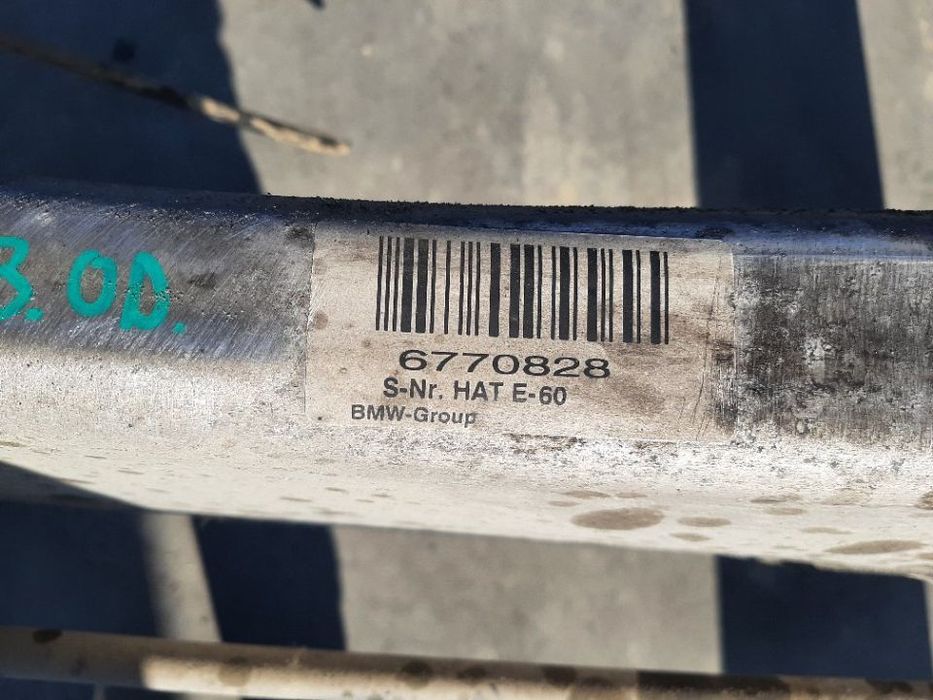 3.OD.
6770828
S-Nr. HAT E-60
BMW-Group